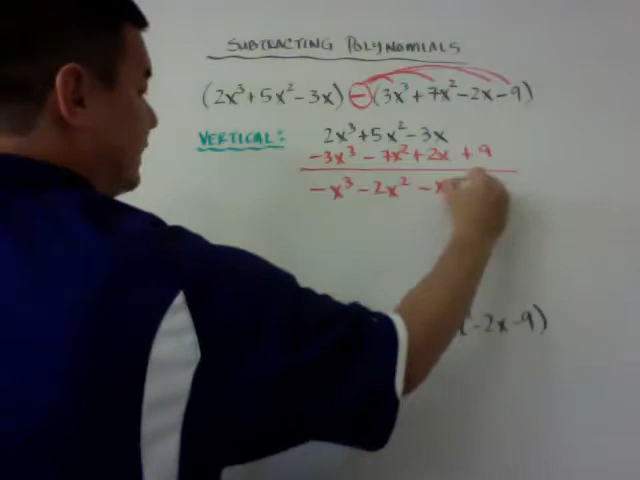 SUBTRACTING POLYNOMIALS
(2x³+5x²-3x) - (3x³+7x²-2x-9)
VERTICAL: 2x³+5x²-3x
-3x³ - 7x² + 2x + 9
-x³ - 2x² - x
-2x-9)